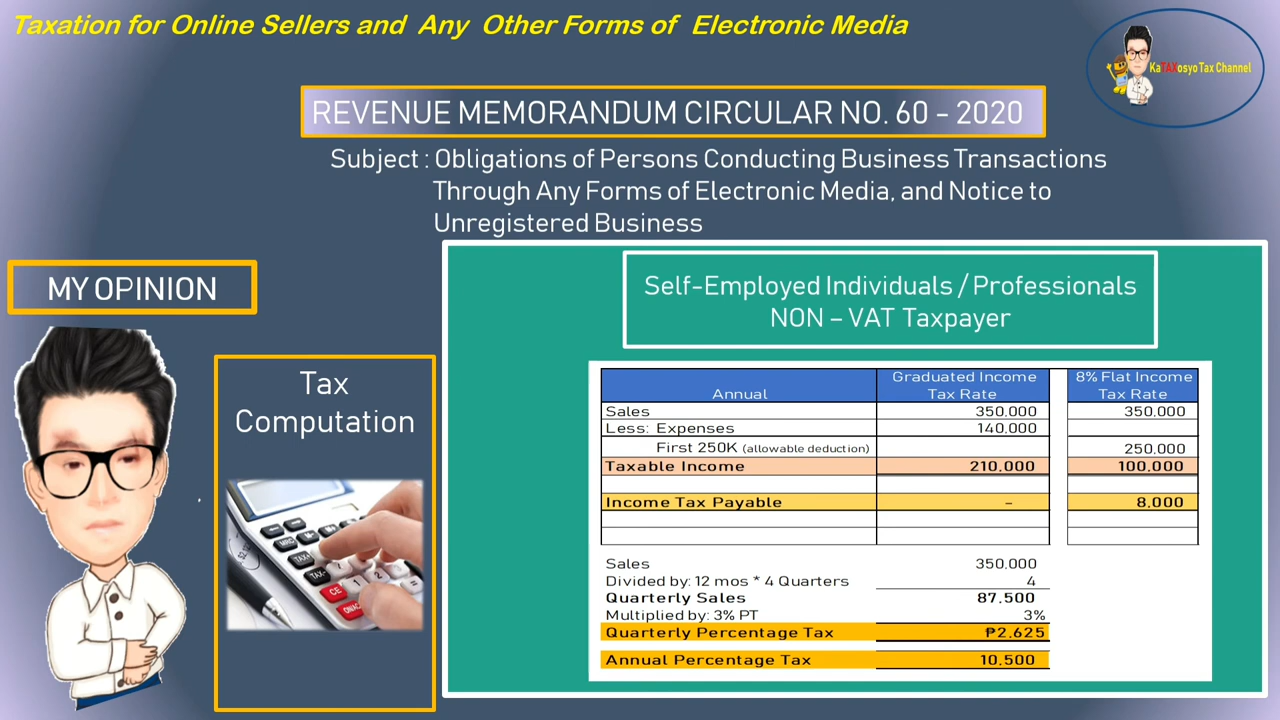 Taxation for Online Sellers and Any Other Forms of Electronic Media
KaTAXosyo Tax Channel
REVENUE MEMORANDUM CIRCULAR NO. 60 - 2020
Subject : Obligations of Persons Conducting Business Transactions
Through Any Forms of Electronic Media, and Notice to
Unregistered Business
MY OPINION
Tax
Computation
Self-Employed Individuals / Professionals
NON – VAT Taxpayer
Annual Graduated Income Tax Rate 8% Flat Income Tax Rate
Sales 350,000 350,000
Less: Expenses 140,000
First 250K (allowable deduction) 250,000
Taxable Income 210,000 100,000
Income Tax Payable - 8,000
Sales 350,000
Divided by: 12 mos * 4 Quarters 4
Quarterly Sales 87,500
Multiplied by: 3% PT 3%
Quarterly Percentage Tax ₱2,625
Annual Percentage Tax 10,500
CE